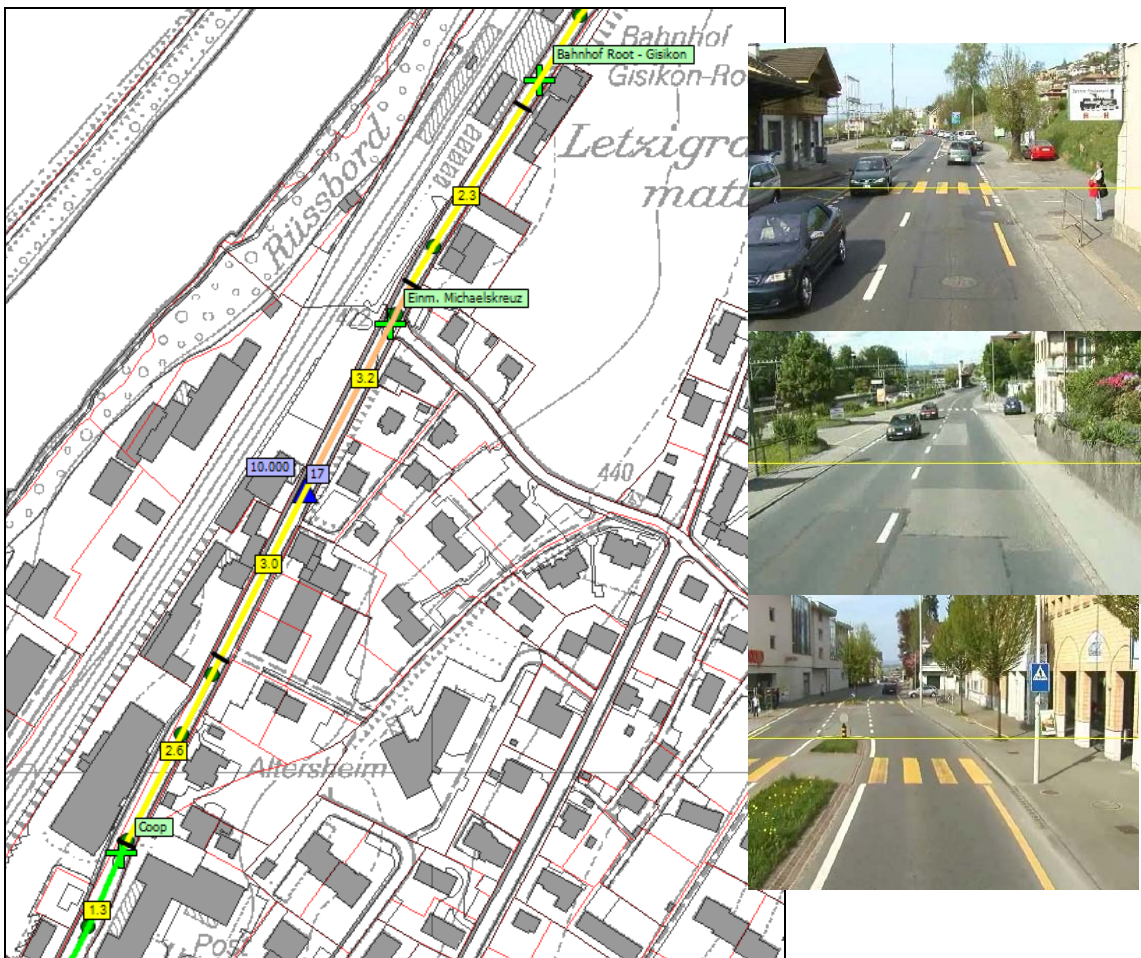 Bahnhof
Gisikon-Ro
Bahnhof Root - Gisikon
Letzigra
matt
Rüssbord
2.3
Einm. Michaelskreuz
3.2
440
10.000
17
3.0
2.6
Altersheim
Coop
1.3
Post